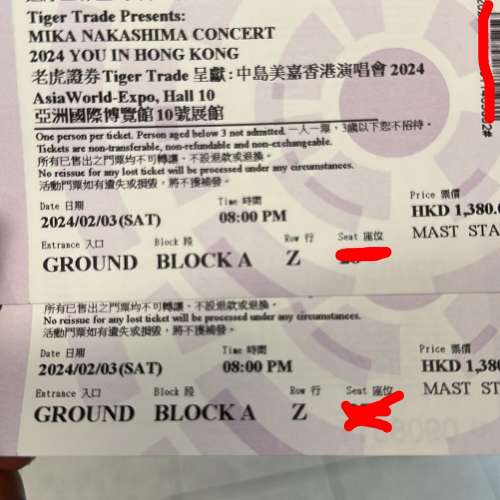 Tiger Trade Presents:
MIKA NAKASHIMA CONCERT
2024 YOU IN HONG KONG
老虎證券Tiger Trade 呈獻:中島美嘉香港演唱會 2024
AsiaWorld-Expo, Hall 10
亞洲國際博覽館 10號展館
One person per ticket. Person aged below 3 not admitted. 一人一票，3歲以下恕不招待。
Tickets are non-transferable, non-refundable and non-exchangeable.
所有已售出之門票均不可轉讓、不設退款或退換。
No reissue for any lost ticket will be processed under any circumstances.
活動門票如有遺失或損毀，將不獲補發。
Date 日期 Time 時間 Price 票價
2024/02/03(SAT) 08:00 PM HKD 1,380.
Entrance 入口 Block 段 Row 行 Seat 座位 MAST STA
GROUND BLOCK A Z
所有已售出之門票均不可轉讓、不設退款或退換。
No reissue for any lost ticket will be processed under any circumstances.
活動門票如有遺失或損毀，將不獲補發。
Date 日期 Time 時間 Price 票價
2024/02/03(SAT) 08:00 PM HKD 1,380
Entrance 入口 Block 段 Row 行 Seat 座位 MAST STA
GROUND BLOCK A Z